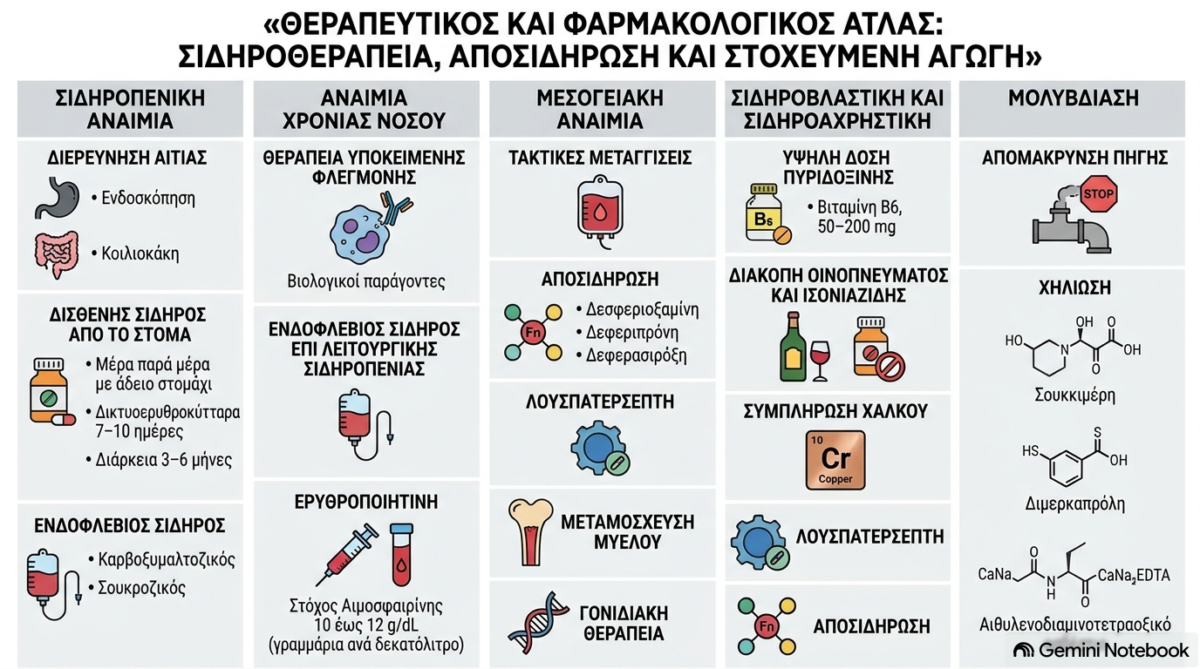 «ΘΕΡΑΠΕΥΤΙΚΟΣ ΚΑΙ ΦΑΡΜΑΚΟΛΟΓΙΚΟΣ ΑΤΛΑΣ:
ΣΙΔΗΡΟΘΕΡΑΠΕΙΑ, ΑΠΟΣΙΔΗΡΩΣΗ ΚΑΙ ΣΤΟΧΕΥΜΕΝΗ ΑΓΩΓΗ»
ΣΙΔΗΡΟΠΕΝΙΚΗ
ΑΝΑΙΜΙΑ
ΔΙΕΡΕΥΝΗΣΗ ΑΙΤΙΑΣ
• Ενδοσκόπηση
• Κοιλιοκάκη
ΔΙΣΘΕΝΗΣ ΣΙΔΗΡΟΣ
ΑΠΟ ΤΟ ΣΤΟΜΑ
• Μέρα παρά μέρα
με άδειο στομάχι
• Δικτυοερυθροκύτταρα
7–10 ημέρες
• Διάρκεια 3–6 μήνες
ΕΝΔΟΦΛΕΒΙΟΣ ΣΙΔΗΡΟΣ
• Καρβοξυμαλτοζικός
• Σουκροζικός
ΑΝΑΙΜΙΑ
ΧΡΟΝΙΑΣ ΝΟΣΟΥ
ΘΕΡΑΠΕΙΑ ΥΠΟΚΕΙΜΕΝΗΣ
ΦΛΕΓΜΟΝΗΣ
Βιολογικοί παράγοντες
ΕΝΔΟΦΛΕΒΙΟΣ ΣΙΔΗΡΟΣ
ΕΠΙ ΛΕΙΤΟΥΡΓΙΚΗΣ
ΣΙΔΗΡΟΠΕΝΙΑΣ
ΕΡΥΘΡΟΠΟΙΗΤΙΝΗ
Στόχος Αιμοσφαιρίνης
10 έως 12 g/dL
(γραμμάρια ανά δεκατόλιτρο)
ΜΕΣΟΓΕΙΑΚΗ
ΑΝΑΙΜΙΑ
ΤΑΚΤΙΚΕΣ ΜΕΤΑΓΓΙΣΕΙΣ
ΑΠΟΣΙΔΗΡΩΣΗ
Fn
• Δεσφεριοξαμίνη
• Δεφεριπρόνη
• Δεφερασιρόξη
ΛΟΥΣΠΑΤΕΡΣΕΠΤΗ
ΜΕΤΑΜΟΣΧΕΥΣΗ
ΜΥΕΛΟΥ
ΓΟΝΙΔΙΑΚΗ
ΘΕΡΑΠΕΙΑ
ΣΙΔΗΡΟΒΛΑΣΤΙΚΗ ΚΑΙ
ΣΙΔΗΡΟΑΧΡΗΣΤΙΚΗ
ΥΨΗΛΗ ΔΟΣΗ
ΠΥΡΙΔΟΞΙΝΗΣ
B₆
• Βιταμίνη Β6,
50–200 mg
ΔΙΑΚΟΠΗ ΟΙΝΟΠΝΕΥΜΑΤΟΣ
ΚΑΙ ΙΣΟΝΙΑΖΙΔΗΣ
ΣΥΜΠΛΗΡΩΣΗ ΧΑΛΚΟΥ
10
Cr
Copper
ΛΟΥΣΠΑΤΕΡΣΕΠΤΗ
Fn
ΑΠΟΣΙΔΗΡΩΣΗ
ΜΟΛΥΒΔΙΑΣΗ
ΑΠΟΜΑΚΡΥΝΣΗ ΠΗΓΗΣ
STOP
ΧΗΛΙΩΣΗ
HO
N
OH
O
O
OH
Σουκκιμέρη
HS
S
OH
Διμερκαπρόλη
CaNa
O
N
H
O
CaNa₂EDTA
Αιθυλενοδιαμινοτετραοξικό
Gemini Notebook